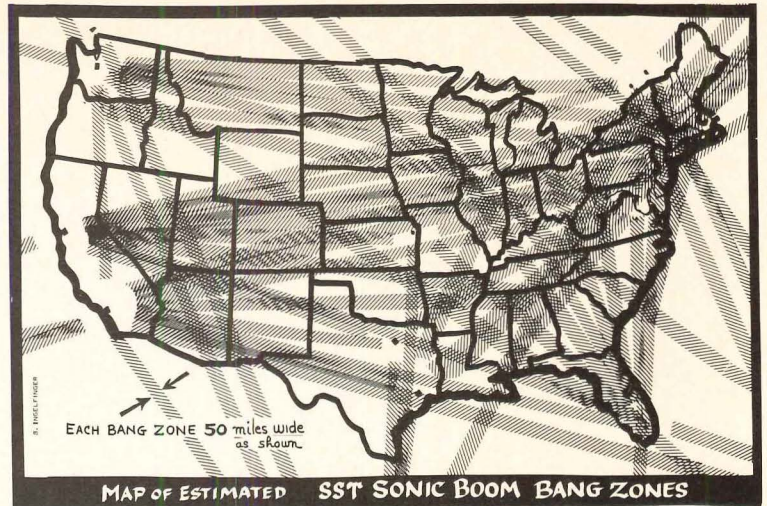 EACH BANG ZONE 50 miles wide
as shown
MAP OF ESTIMATED SST SONIC BOOM BANG ZONES